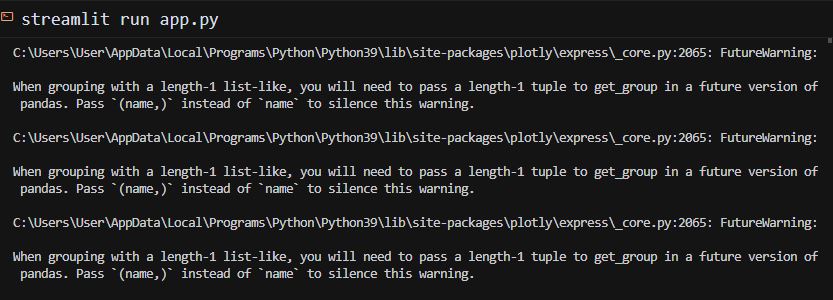 streamlit run app.py
C:\Users\User\AppData\Local\Programs\Python\Python39\lib\site-packages\plotly\express\_core.py:2065: FutureWarning:
When grouping with a length-1 list-like, you will need to pass a length-1 tuple to get_group in a future version of
pandas. Pass `(name,)` instead of `name` to silence this warning.
C:\Users\User\AppData\Local\Programs\Python\Python39\lib\site-packages\plotly\express\_core.py:2065: FutureWarning:
When grouping with a length-1 list-like, you will need to pass a length-1 tuple to get_group in a future version of
pandas. Pass `(name,)` instead of `name` to silence this warning.
C:\Users\User\AppData\Local\Programs\Python\Python39\lib\site-packages\plotly\express\_core.py:2065: FutureWarning:
When grouping with a length-1 list-like, you will need to pass a length-1 tuple to get_group in a future version of
pandas. Pass `(name,)` instead of `name` to silence this warning.